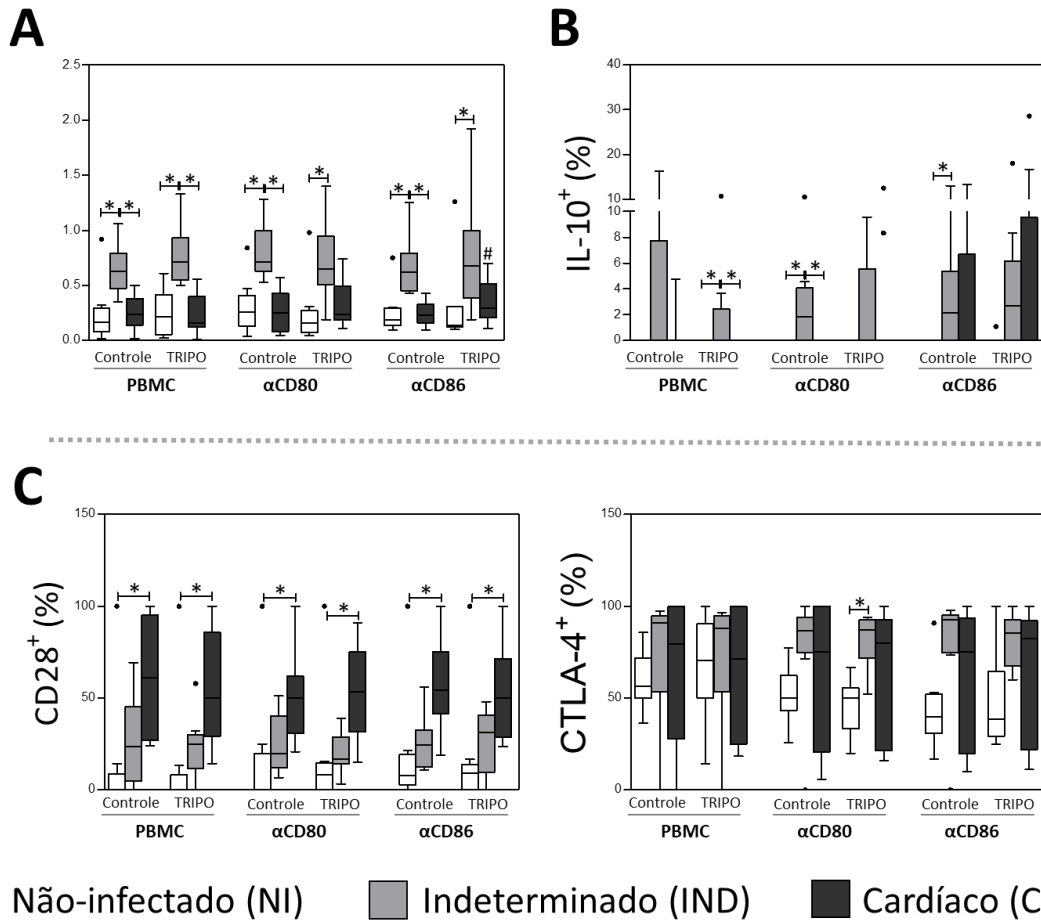 A
B
2.5
2.0
1.5
1.0
0.5
0.0
* *
* *
* *
*
* *
*
#
Controle TRIPO Controle TRIPO Controle TRIPO
PBMC αCD80 αCD86
IL-10+ (%)
40
30
20
10
10
8
6
4
2
0
* *
* *
*
Controle TRIPO Controle TRIPO Controle TRIPO
PBMC αCD80 αCD86
C
CD28+ (%)
150
100
50
0
* * * * * *
Controle TRIPO Controle TRIPO Controle TRIPO
PBMC αCD80 αCD86
CTLA-4+ (%)
150
100
50
0
*
Controle TRIPO Controle TRIPO Controle TRIPO
PBMC αCD80 αCD86
Não-infectado (NI) Indeterminado (IND) Cardíaco (C